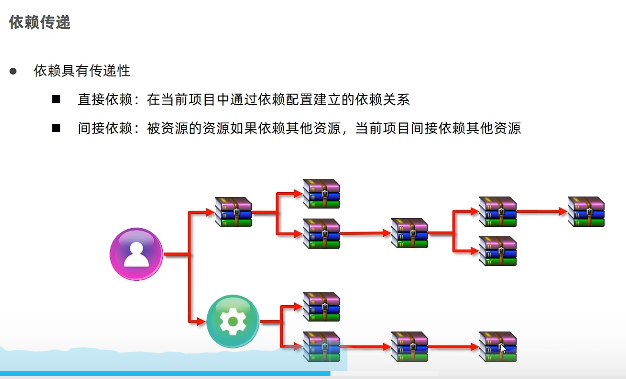 依赖传递
● 依赖具有传递性
■ 直接依赖：在当前项目中通过依赖配置建立的依赖关系
■ 间接依赖：被资源的资源如果依赖其他资源，当前项目间接依赖其他资源